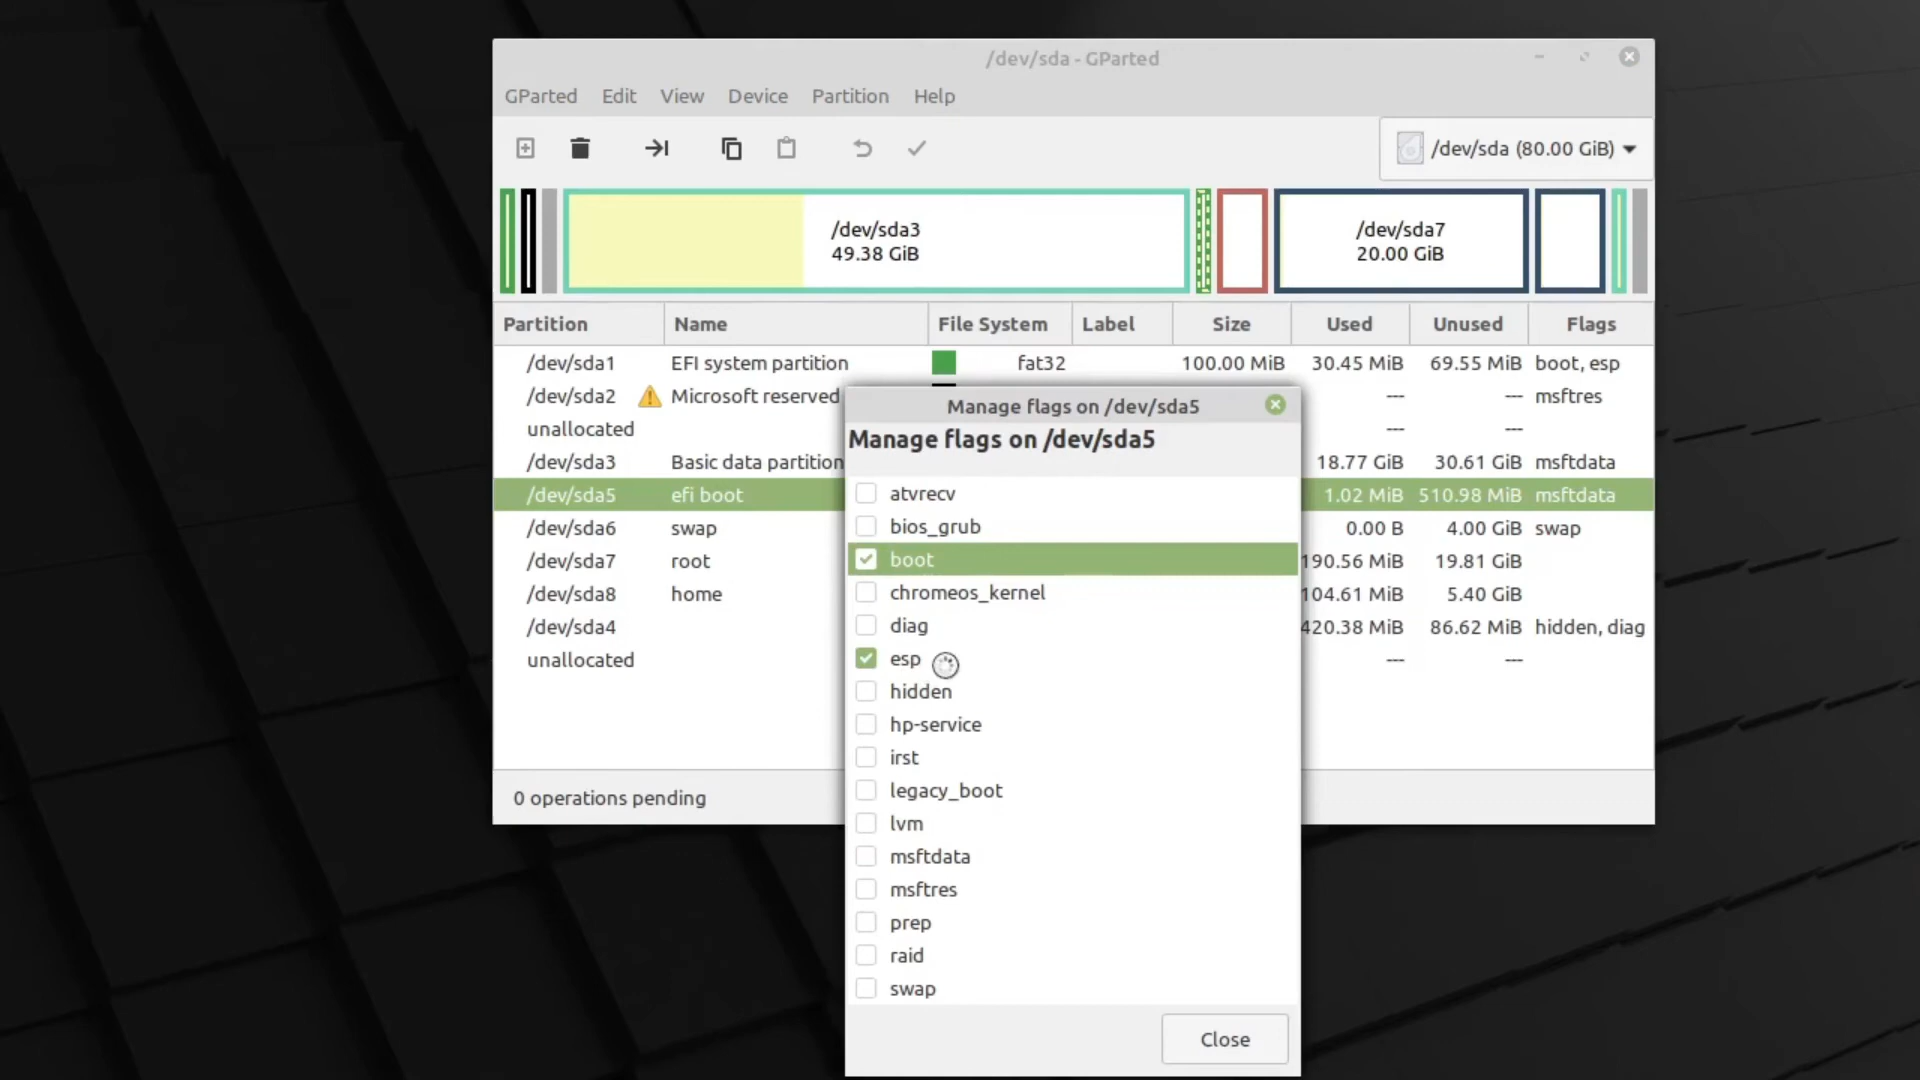 /dev/sda - GParted
GParted Edit View Device Partition Help
/dev/sda (80.00 GiB)
/dev/sda3
49.38 GiB
/dev/sda7
20.00 GiB
Partition Name File System Label Size Used Unused Flags
/dev/sda1 EFI system partition fat32 100.00 MiB 30.45 MiB 69.55 MiB boot, esp
/dev/sda2 Microsoft reserved --- --- msftres
unallocated --- ---
/dev/sda3 Basic data partition 18.77 GiB 30.61 GiB msftdata
/dev/sda5 efi boot 1.02 MiB 510.98 MiB msftdata
/dev/sda6 swap 0.00 B 4.00 GiB swap
/dev/sda7 root 190.56 MiB 19.81 GiB
/dev/sda8 home 104.61 MiB 5.40 GiB
/dev/sda4 420.38 MiB 86.62 MiB hidden, diag
unallocated --- ---
0 operations pending
Manage flags on /dev/sda5
Manage flags on /dev/sda5
atvrecv
bios_grub
boot
chromeos_kernel
diag
esp
hidden
hp-service
irst
legacy_boot
lvm
msftdata
msftres
prep
raid
swap
Close